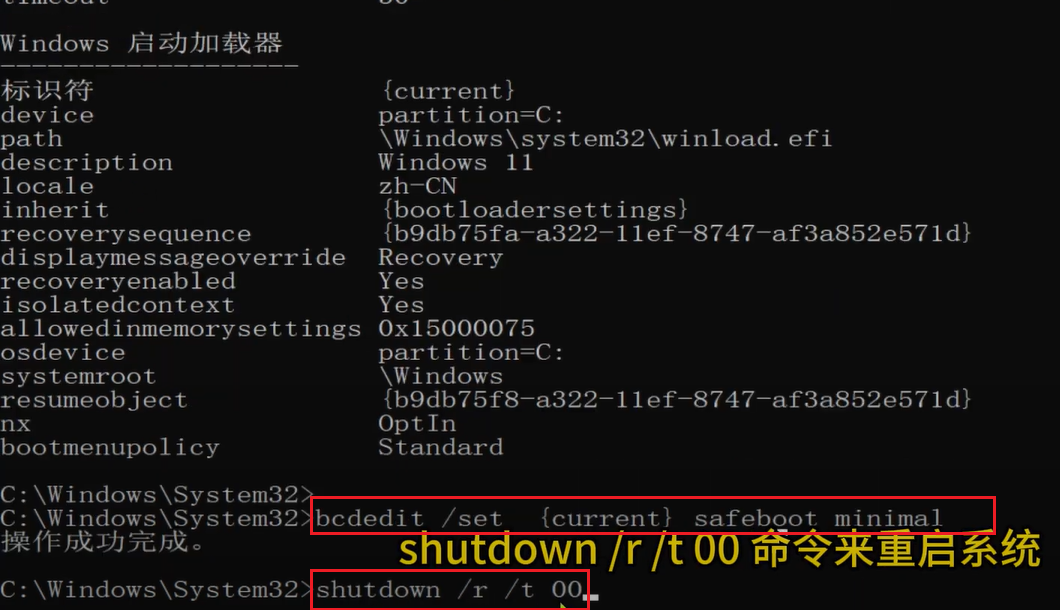 Windows 启动加载器
-------------------
标识符 {current}
device partition=C:
path \Windows\system32\winload.efi
description Windows 11
locale zh-CN
inherit {bootloadersettings}
recoverysequence {b9db75fa-a322-11ef-8747-af3a852e571d}
displaymessageoverride Recovery
recoveryenabled Yes
isolatedcontext Yes
allowedinmemorysettings 0x15000075
osdevice partition=C:
systemroot \Windows
resumeobject {b9db75f8-a322-11ef-8747-af3a852e571d}
nx OptIn
bootmenupolicy Standard
C:\Windows\System32>
C:\Windows\System32>bcdedit /set  {current} safeboot minimal
操作成功完成。
shutdown /r /t 00 命令来重启系统
C:\Windows\System32>shutdown /r /t 00